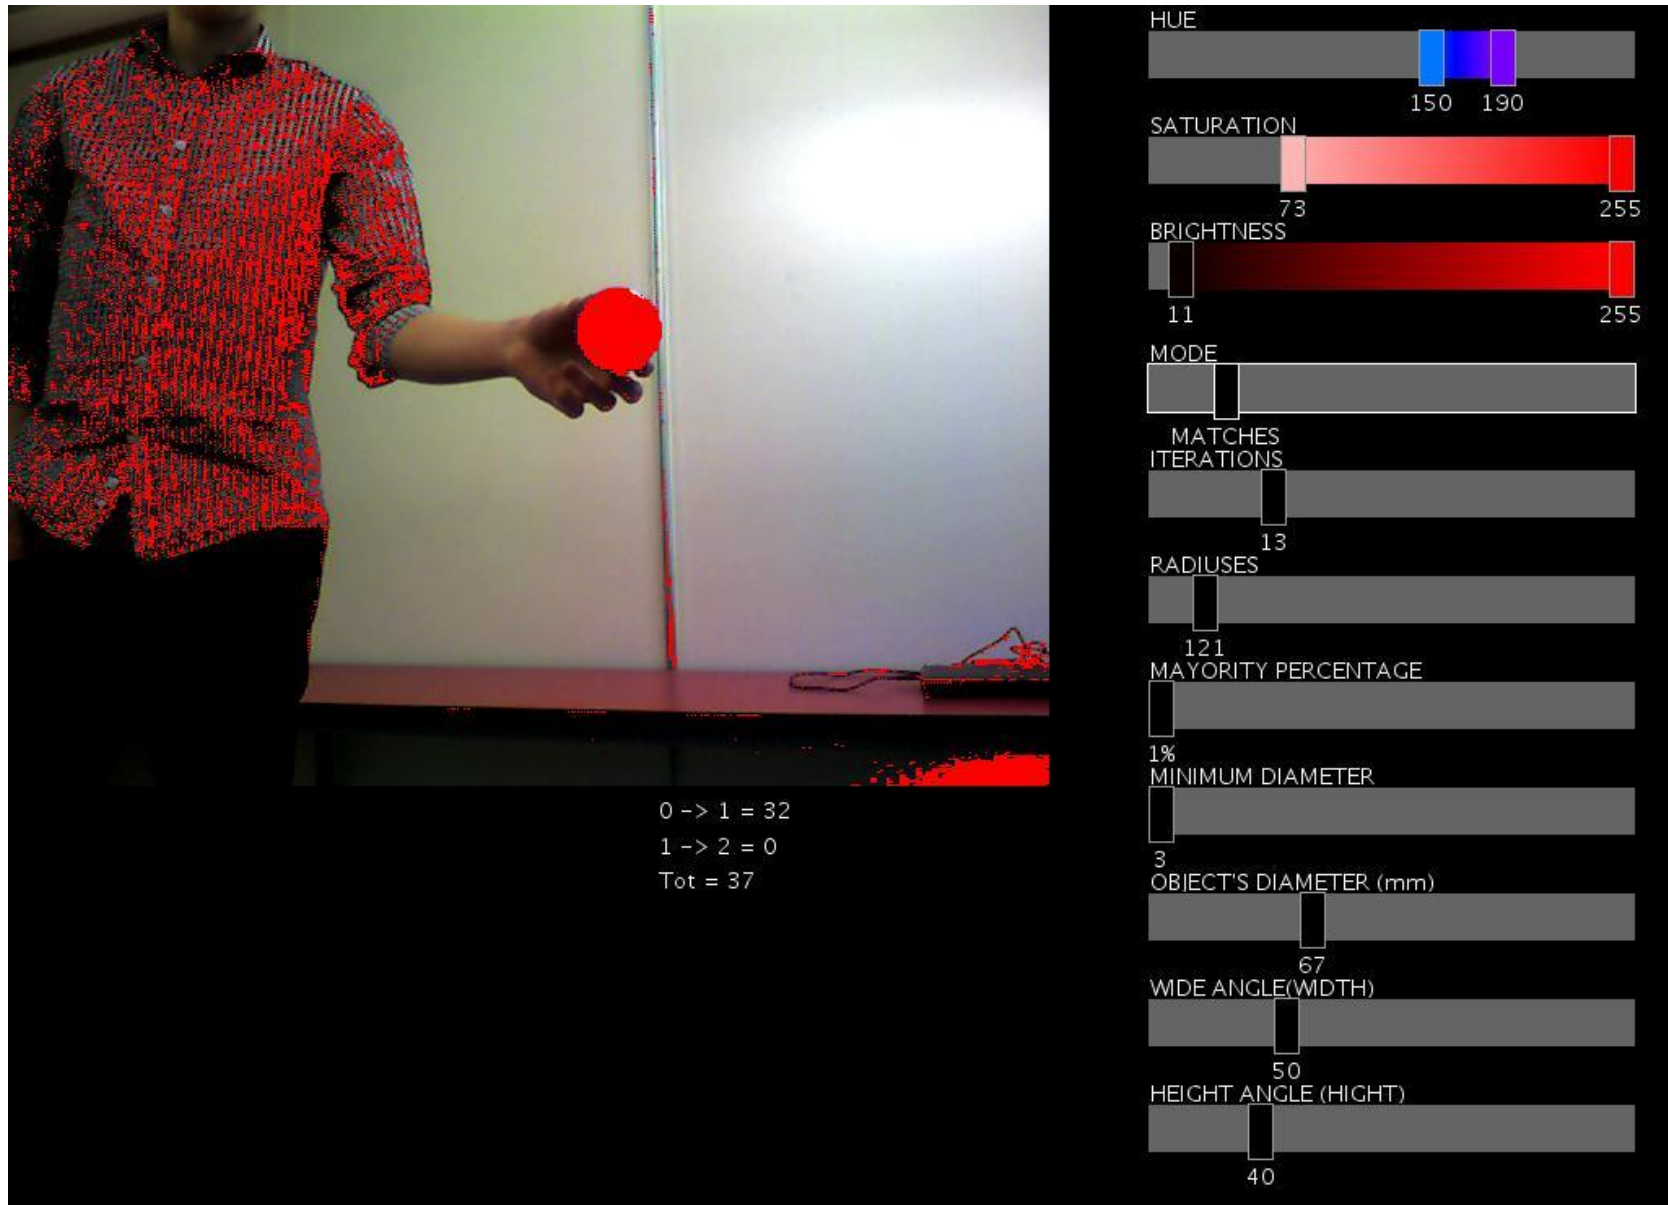 HUE
150 190
SATURATION
73 255
BRIGHTNESS
11 255
MODE
MATCHES
ITERATIONS
13
RADIUSES
121
MAYORITY PERCENTAGE
1%
MINIMUM DIAMETER
3
OBJECT'S DIAMETER (mm)
67
WIDE ANGLE(WIDTH)
50
HEIGHT ANGLE (HIGHT)
40
0 -> 1 = 32
1 -> 2 = 0
Tot = 37